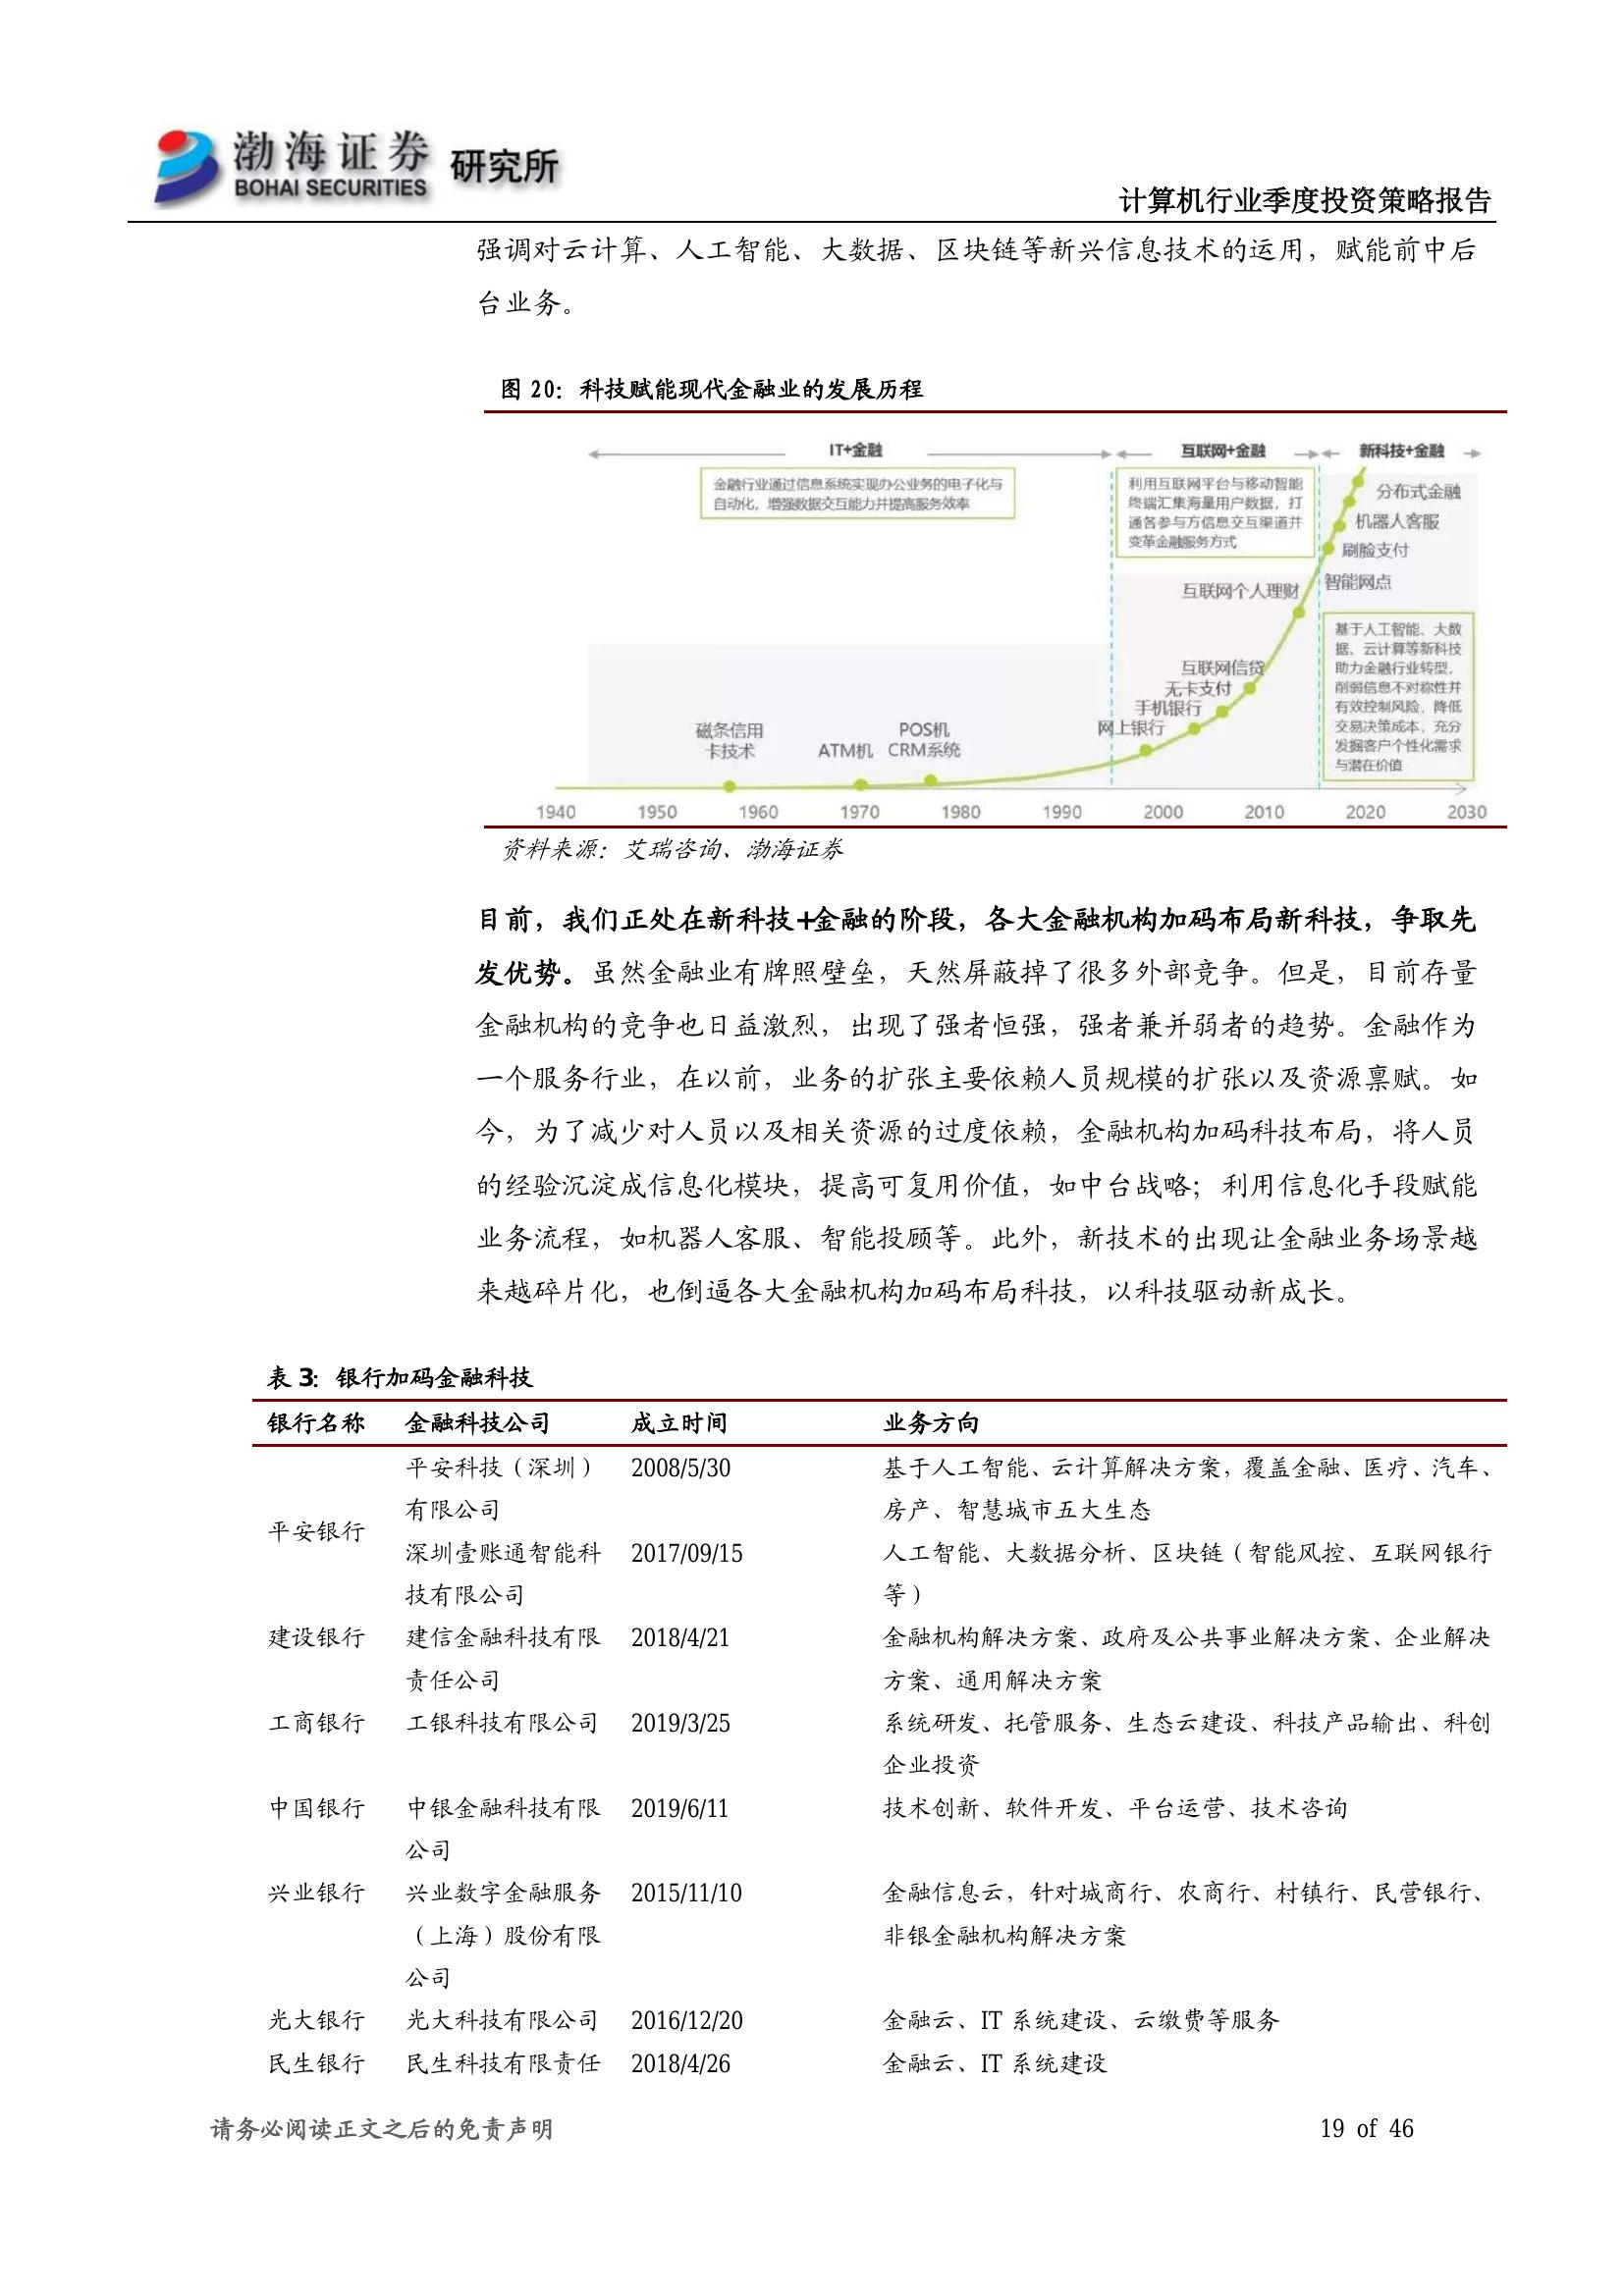 渤海证券 研究所
BOHAI SECURITIES
计算机行业季度投资策略报告
强调对云计算、人工智能、大数据、区块链等新兴信息技术的运用，赋能前中后
台业务。
图 20：科技赋能现代金融业的发展历程
IT+金融 互联网+金融 新科技+金融
金融行业通过信息系统实现办公业务的电子化与
自动化，增强数据交互能力并提高服务效率
利用互联网平台与移动智能
终端汇集海量用户数据，打
通各参与方信息交互渠道并
变革金融服务方式
分布式金融
机器人客服
刷脸支付
智能网点
互联网个人理财
基于人工智能、大数
据、云计算等新科技
助力金融行业转型，
削弱信息不对称性并
有效控制风险，降低
交易决策成本，充分
发掘客户个性化需求
与潜在价值
互联网信贷
无卡支付
手机银行
网上银行
磁条信用
卡技术
ATM机
POS机
CRM系统
1940 1950 1960 1970 1980 1990 2000 2010 2020 2030
资料来源：艾瑞咨询、渤海证券
目前，我们正处在新科技+金融的阶段，各大金融机构加码布局新科技，争取先
发优势。虽然金融业有牌照壁垒，天然屏蔽掉了很多外部竞争。但是，目前存量
金融机构的竞争也日益激烈，出现了强者恒强，强者兼并弱者的趋势。金融作为
一个服务行业，在以前，业务的扩张主要依赖人员规模的扩张以及资源禀赋。如
今，为了减少对人员以及相关资源的过度依赖，金融机构加码科技布局，将人员
的经验沉淀成信息化模块，提高可复用价值，如中台战略；利用信息化手段赋能
业务流程，如机器人客服、智能投顾等。此外，新技术的出现让金融业务场景越
来越碎片化，也倒逼各大金融机构加码布局科技，以科技驱动新成长。
表 3：银行加码金融科技
银行名称 金融科技公司 成立时间 业务方向
平安科技（深圳） 2008/5/30 基于人工智能、云计算解决方案，覆盖金融、医疗、汽车、
有限公司 房产、智慧城市五大生态
平安银行
深圳壹账通智能科 2017/09/15 人工智能、大数据分析、区块链（智能风控、互联网银行
技有限公司 等）
建设银行 建信金融科技有限 2018/4/21 金融机构解决方案、政府及公共事业解决方案、企业解决
责任公司 方案、通用解决方案
工商银行 工银科技有限公司 2019/3/25 系统研发、托管服务、生态云建设、科技产品输出、科创
企业投资
中国银行 中银金融科技有限 2019/6/11 技术创新、软件开发、平台运营、技术咨询
公司
兴业银行 兴业数字金融服务 2015/11/10 金融信息云，针对城商行、农商行、村镇行、民营银行、
（上海）股份有限 非银金融机构解决方案
公司
光大银行 光大科技有限公司 2016/12/20 金融云、IT 系统建设、云缴费等服务
民生银行 民生科技有限责任 2018/4/26 金融云、IT 系统建设
请务必阅读正文之后的免责声明 19 of 46